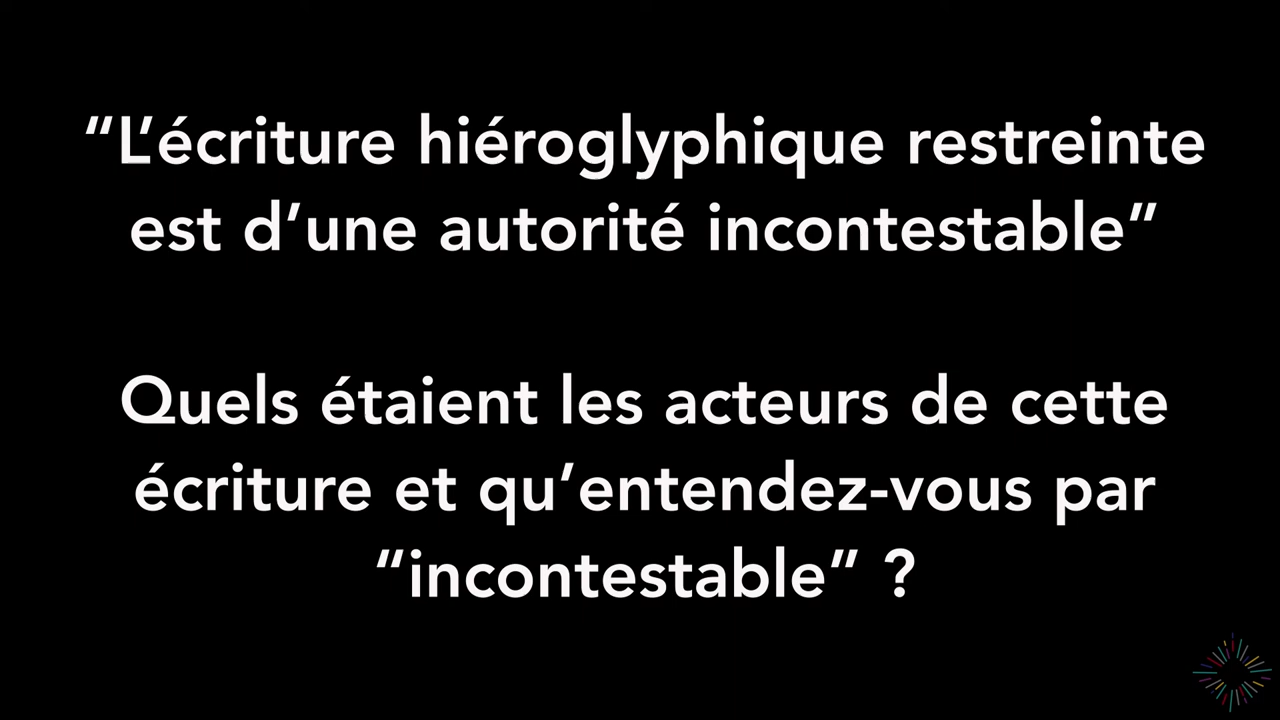 “L’écriture hiéroglyphique restreinte
est d’une autorité incontestable”
Quels étaient les acteurs de cette
écriture et qu’entendez-vous par
“incontestable” ?